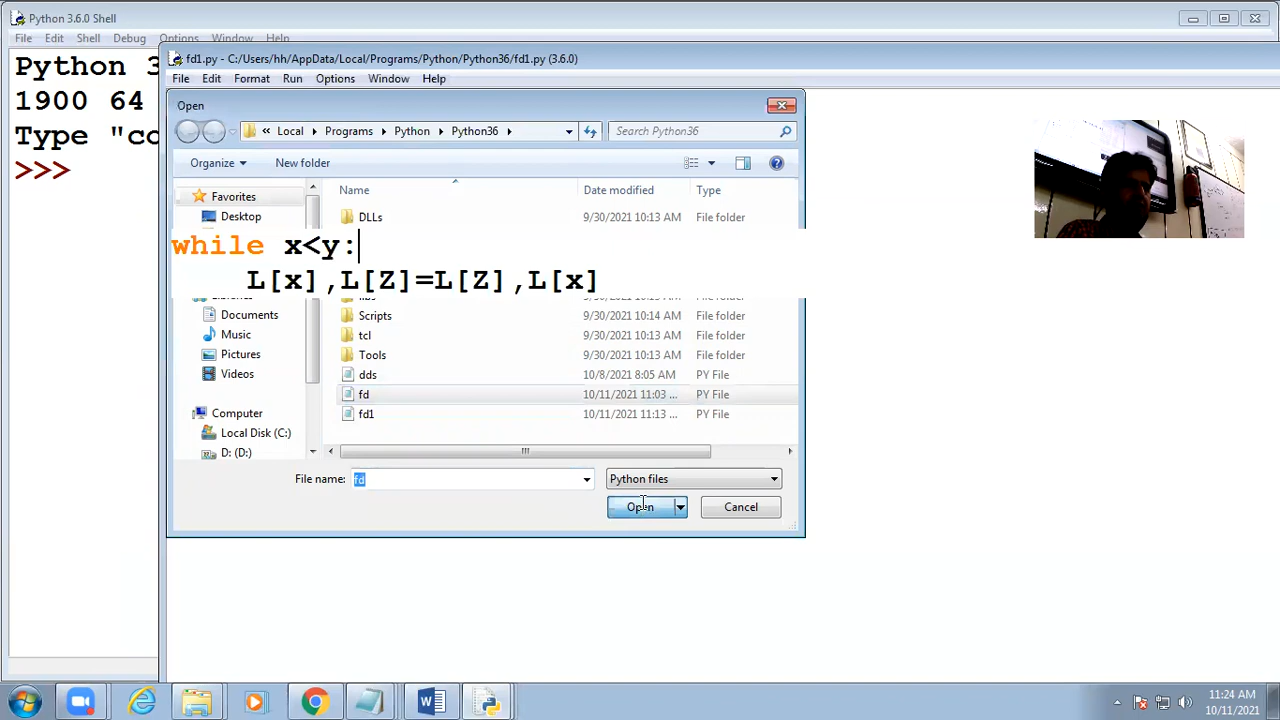 Python 3.6.0 Shell
File Edit Shell Debug Options Window Help
Python 3
1900 64
Type "co
>>>
fd1.py - C:/Users/hh/AppData/Local/Programs/Python/Python36/fd1.py (3.6.0)
File Edit Format Run Options Window Help
Open
« Local Programs Python Python36
Search Python36
Organize New folder
Name Date modified Type
Favorites
Desktop
DLLs 9/30/2021 10:13 AM File folder
while x<y:
L[x],L[Z]=L[Z],L[x]
Documents
Music
Pictures
Videos
Computer
Local Disk (C:)
D: (D:)
Scripts 9/30/2021 10:14 AM File folder
tcl 9/30/2021 10:13 AM File folder
Tools 9/30/2021 10:13 AM File folder
dds 10/8/2021 8:05 AM PY File
fd 10/11/2021 11:03 ... PY File
fd1 10/11/2021 11:13 ... PY File
File name: fd
Python files
Open Cancel
11:24 AM
10/11/2021